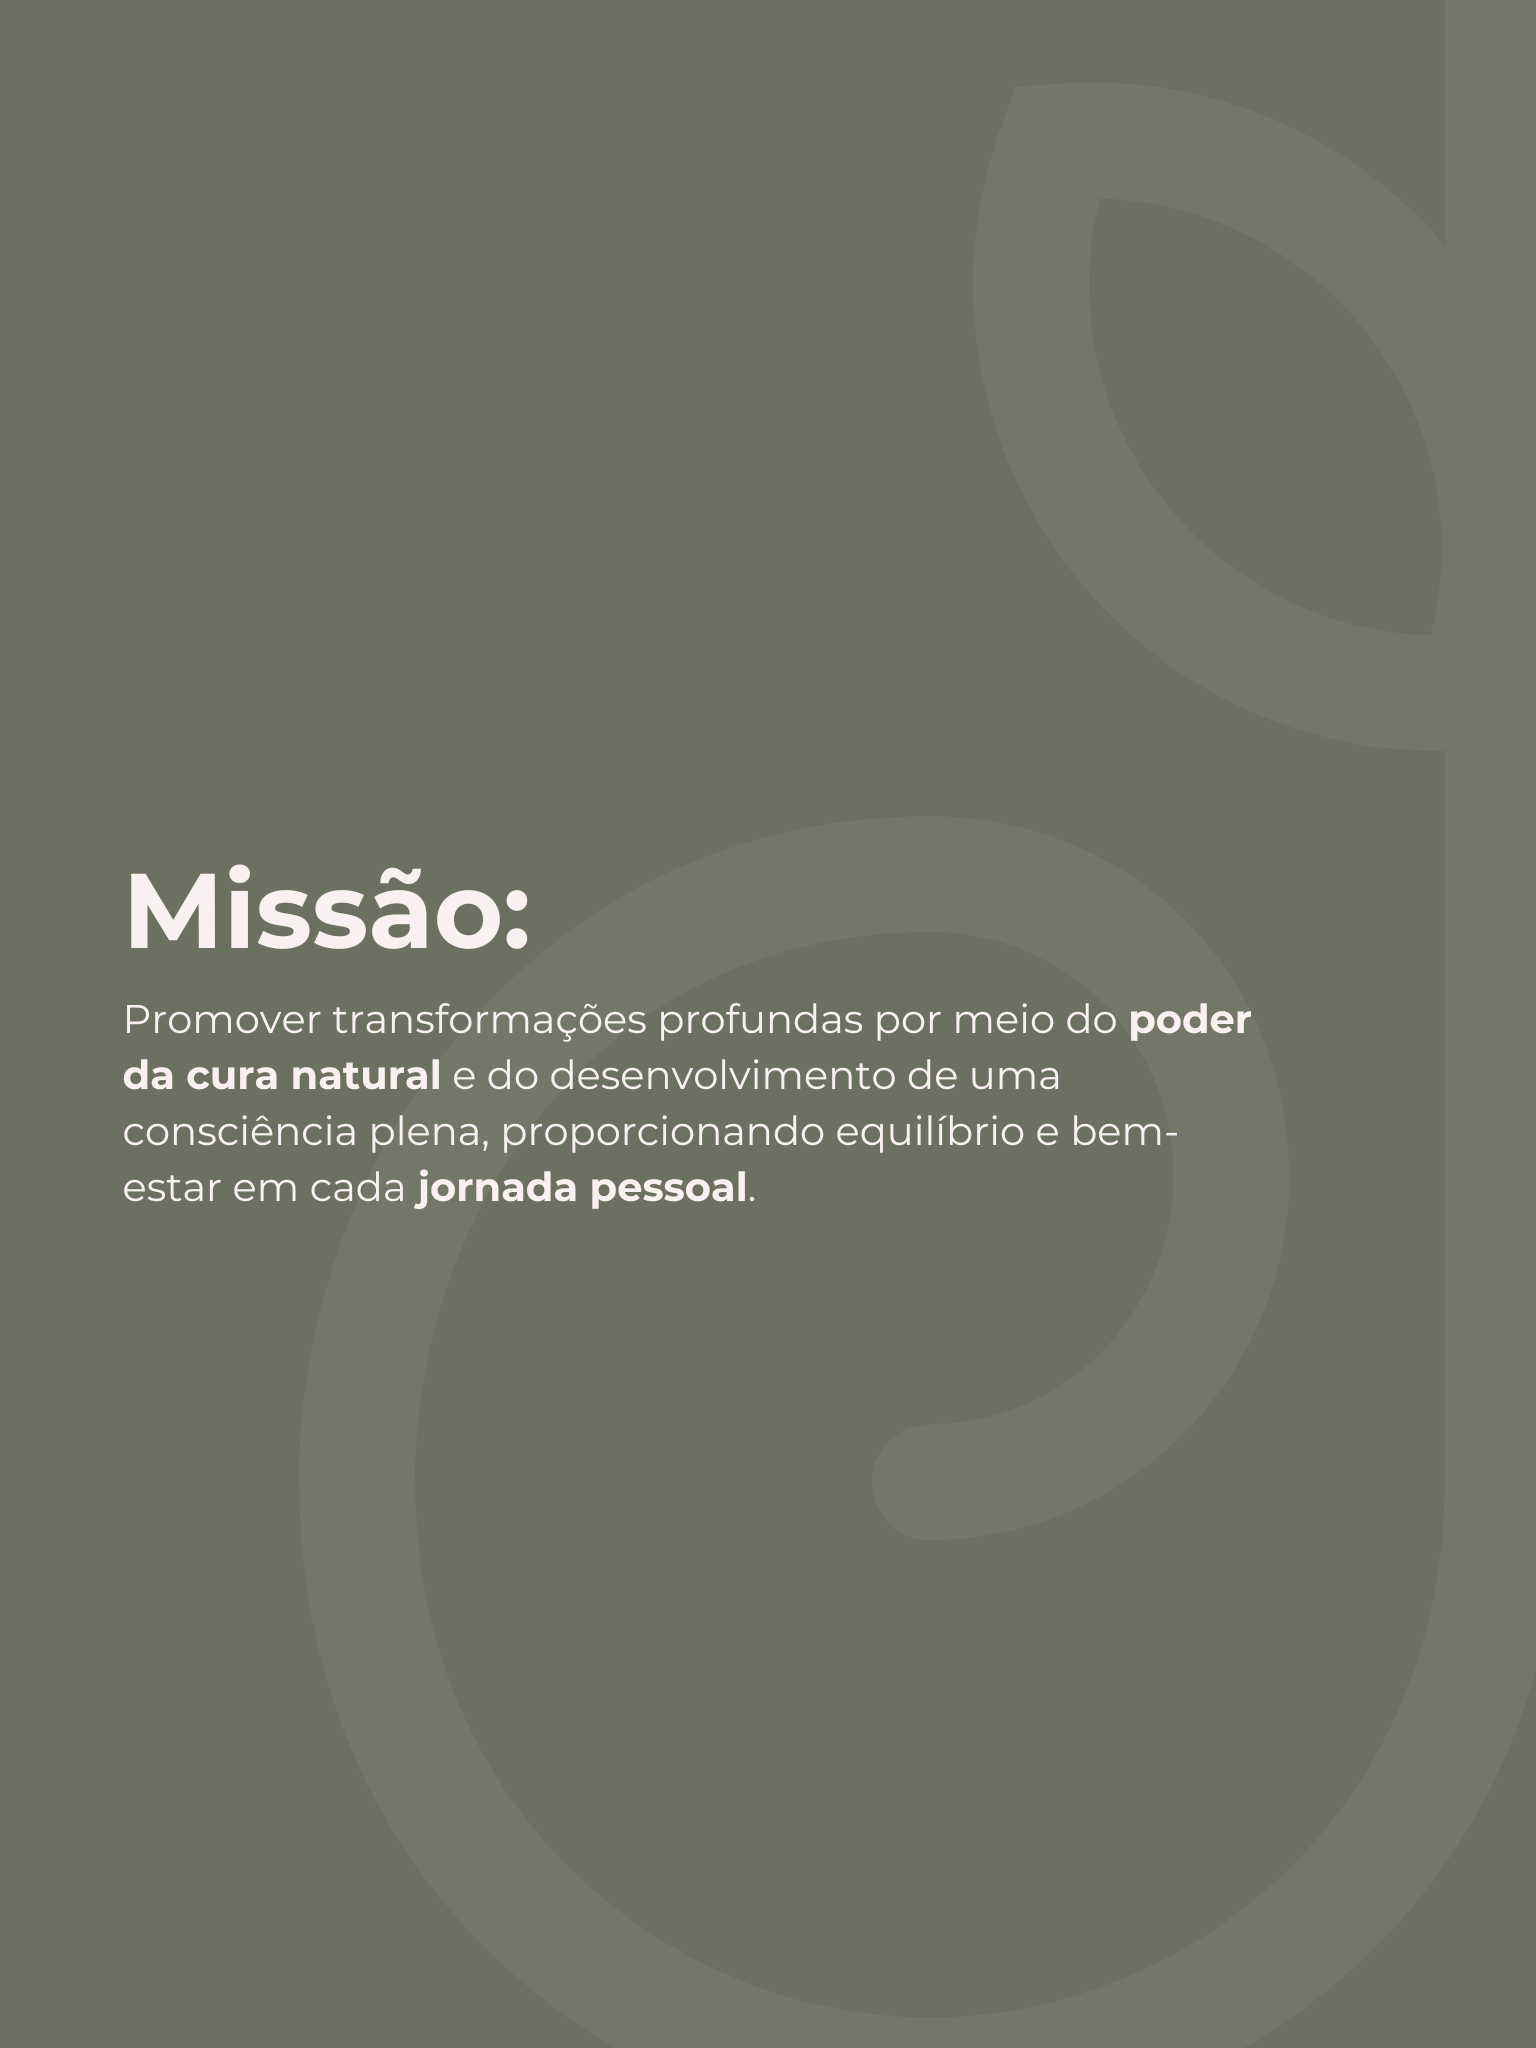 Missão:
Promover transformações profundas por meio do poder
da cura natural e do desenvolvimento de uma
consciência plena, proporcionando equilíbrio e bem-
estar em cada jornada pessoal.